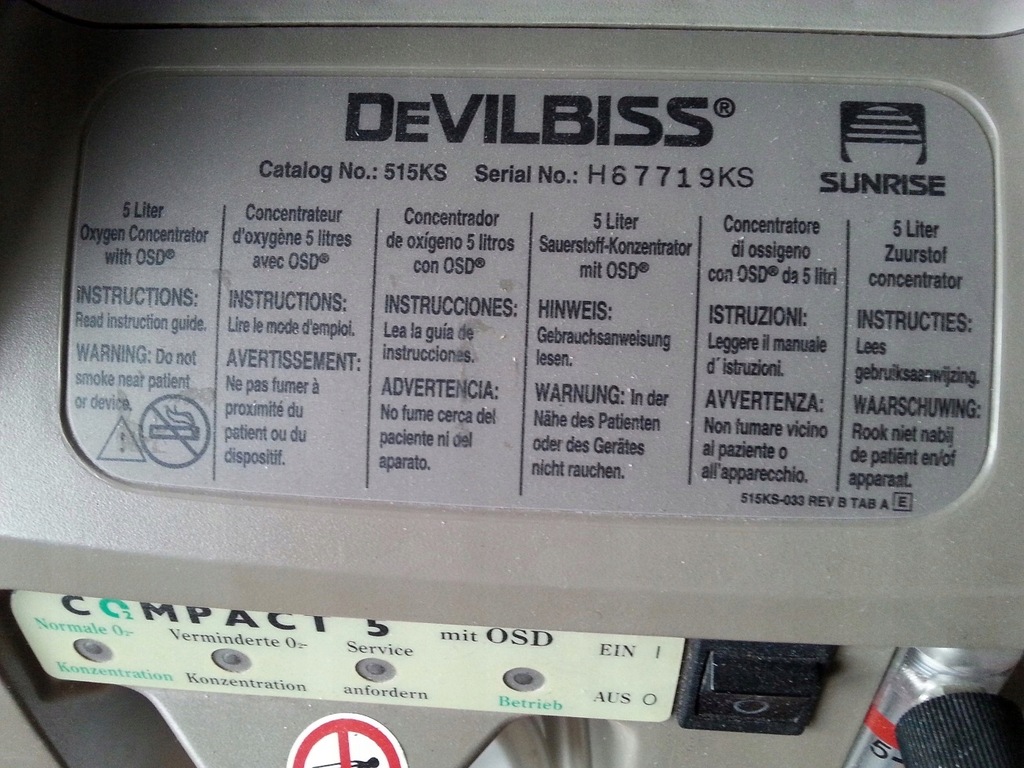 DeVILBISS®
Catalog No.: 515KS Serial No.: H67719KS
SUNRISE
5 Liter
Oxygen Concentrator
with OSD®
INSTRUCTIONS:
Read instruction guide.
WARNING: Do not
smoke near patient
or device.
Concentrateur
d'oxygène 5 litres
avec OSD®
INSTRUCTIONS:
Lire le mode d'emploi.
AVERTISSEMENT:
Ne pas fumer à
proximité du
patient ou du
dispositif.
Concentrador
de oxígeno 5 litros
con OSD®
INSTRUCCIONES:
Lea la guía de
instrucciones.
ADVERTENCIA:
No fume cerca del
paciente ni del
aparato.
5 Liter
Sauerstoff-Konzentrator
mit OSD®
HINWEIS:
Gebrauchsanweisung
lesen.
WARNUNG: In der
Nähe des Patienten
oder des Gerätes
nicht rauchen.
Concentratore
di ossigeno
con OSD® da 5 litri
ISTRUZIONI:
Leggere il manuale
d´istruzioni.
AVVERTENZA:
Non fumare vicino
al paziente o
all'apparecchio.
5 Liter
Zuurstof
concentrator
INSTRUCTIES:
Lees
gebruiksaanwijzing.
WAARSCHUWING:
Rook niet nabij
de patiënt en/of
apparaat.
515KS-033 REV B TAB A E
COMPACT 5 mit OSD
Normale O₂-
Konzentration
Verminderte O₂-
Konzentration
Service
anfordern
Betrieb
EIN I
AUS O
5